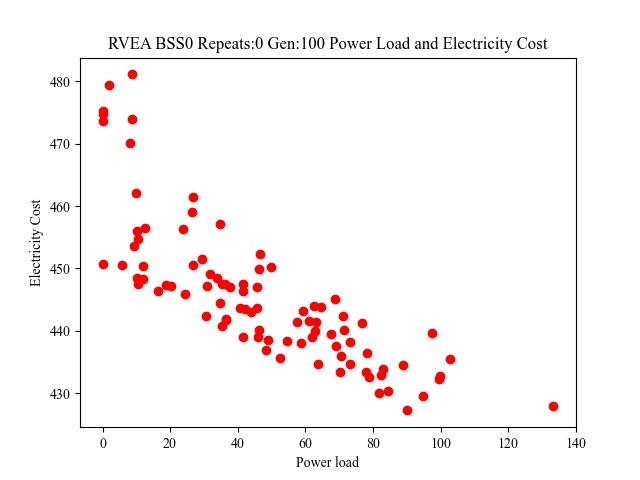 RVEA BSS0 Repeats:0 Gen:100 Power Load and Electricity Cost
480
470
460
450
440
430
Electricity Cost
0 20 40 60 80 100 120 140
Power load